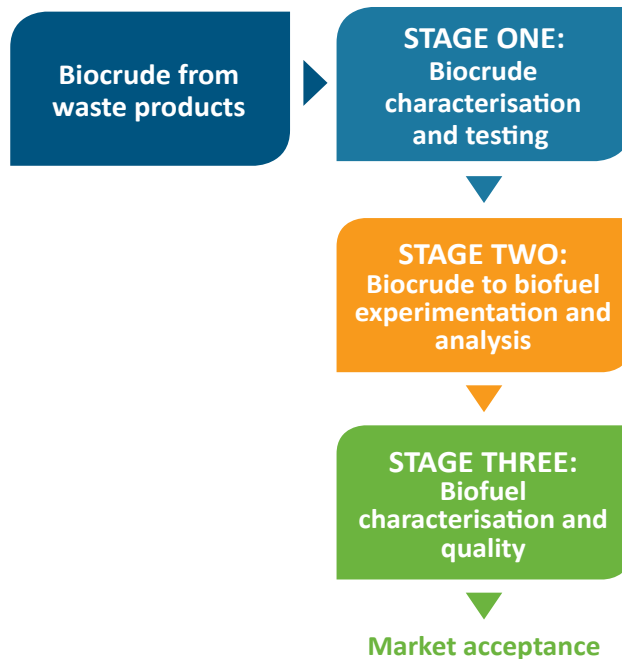 Biocrude from
waste products
STAGE ONE:
Biocrude
characterisation
and testing
STAGE TWO:
Biocrude to biofuel
experimentation and
analysis
STAGE THREE:
Biofuel
characterisation and
quality
Market acceptance